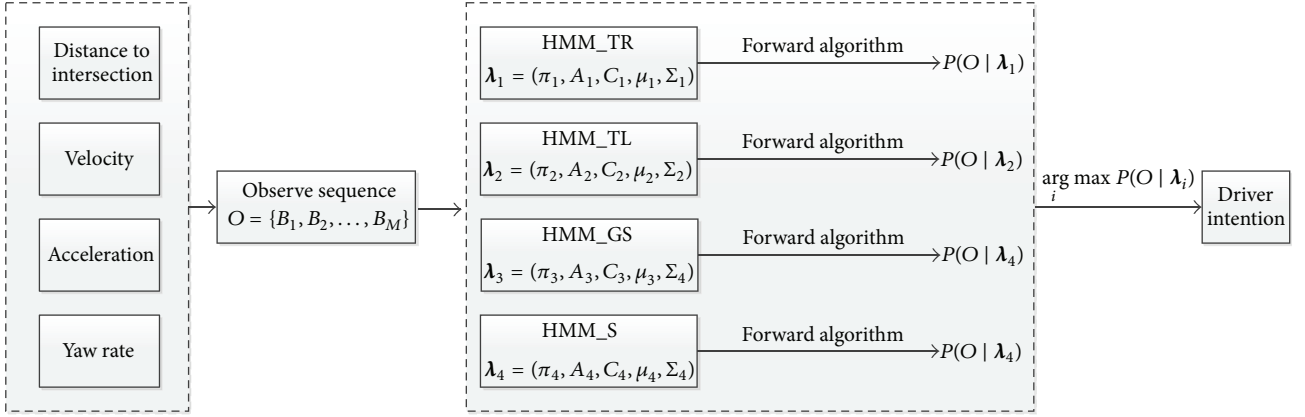 Distance to
intersection
Velocity
Acceleration
Yaw rate
Observe sequence
O = {B₁, B₂, . . . , B_M}
HMM_TR
λ₁ = (π₁, A₁, C₁, μ₁, Σ₁)
Forward algorithm
P(O | λ₁)
HMM_TL
λ₂ = (π₂, A₂, C₂, μ₂, Σ₂)
Forward algorithm
P(O | λ₂)
HMM_GS
λ₃ = (π₃, A₃, C₃, μ₃, Σ₄)
Forward algorithm
P(O | λ₄)
HMM_S
λ₄ = (π₄, A₄, C₄, μ₄, Σ₄)
Forward algorithm
P(O | λ₄)
arg max P(O | λᵢ)
i
Driver
intention